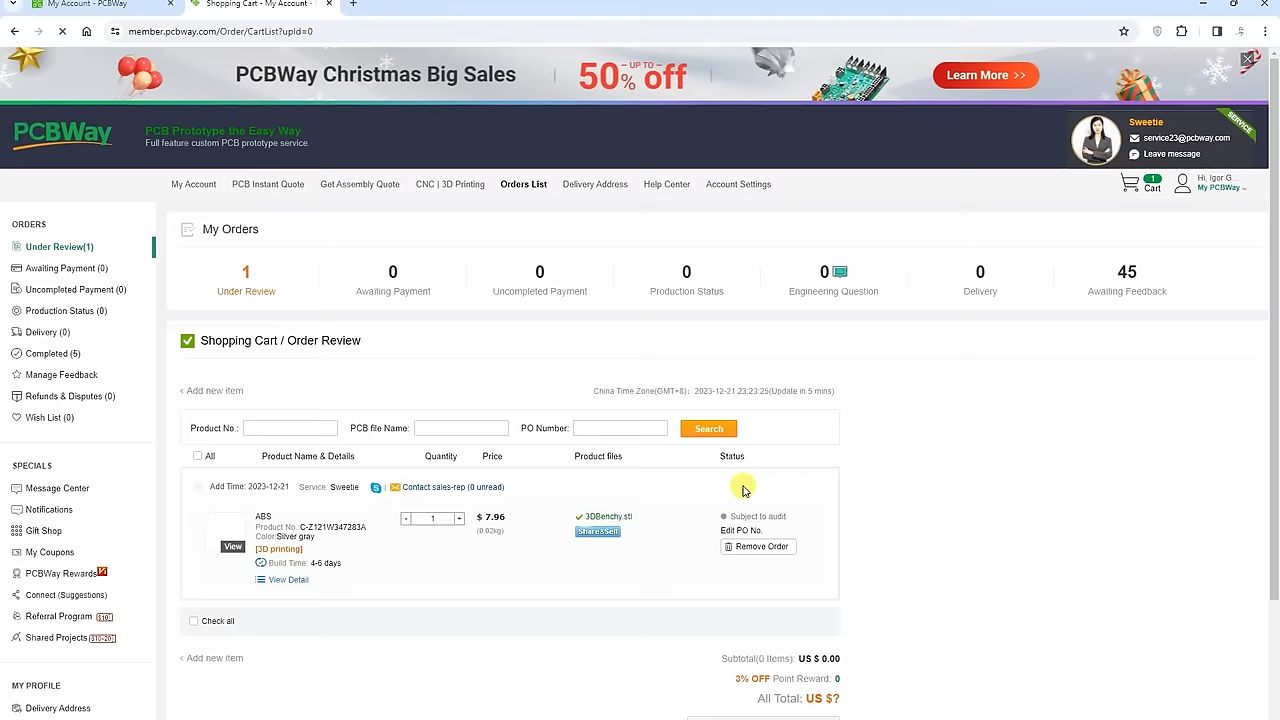 My Account - PCBWay
Shopping Cart - My Account -
member.pcbway.com/Order/CartList?upId=0
PCBWay Christmas Big Sales
UP TO
50% off
Learn More >>
PCBWay
PCB Prototype the Easy Way
Full feature custom PCB prototype service.
Sweetie
service23@pcbway.com
Leave message
SERVICE
My Account
PCB Instant Quote
Get Assembly Quote
CNC | 3D Printing
Orders List
Delivery Address
Help Center
Account Settings
1
Cart
Hi, Igor G...
My PCBWay
ORDERS
Under Review(1)
Awaiting Payment (0)
Uncompleted Payment (0)
Production Status (0)
Delivery (0)
Completed (5)
Manage Feedback
Refunds & Disputes (0)
Wish List (0)
SPECIALS
Message Center
Notifications
Gift Shop
My Coupons
PCBWay Rewards
Connect (Suggestions)
Referral Program
Shared Projects
MY PROFILE
Delivery Address
My Orders
1
Under Review
0
Awaiting Payment
0
Uncompleted Payment
0
Production Status
0
Engineering Question
0
Delivery
45
Awaiting Feedback
Shopping Cart / Order Review
‹ Add new item
China Time Zone(GMT+8): 2023-12-21 23:23:25(Update in 5 mins)
Product No.:
PCB file Name:
PO Number:
Search
All
Product Name & Details
Quantity
Price
Product files
Status
Add Time: 2023-12-21
Service: Sweetie
| Contact sales-rep (0 unread)
View
ABS
Product No.:C-Z121W347283A
Color:Silver gray
[3D printing]
Build Time: 4-6 days
View Detail
- 1 +
$ 7.96
(0.02kg)
3DBenchy.stl
Share&Sell
Subject to audit
Edit PO No.
Remove Order
Check all
‹ Add new item
Subtotal(0 Items): US $ 0.00
3% OFF Point Reward: 0
All Total: US $?